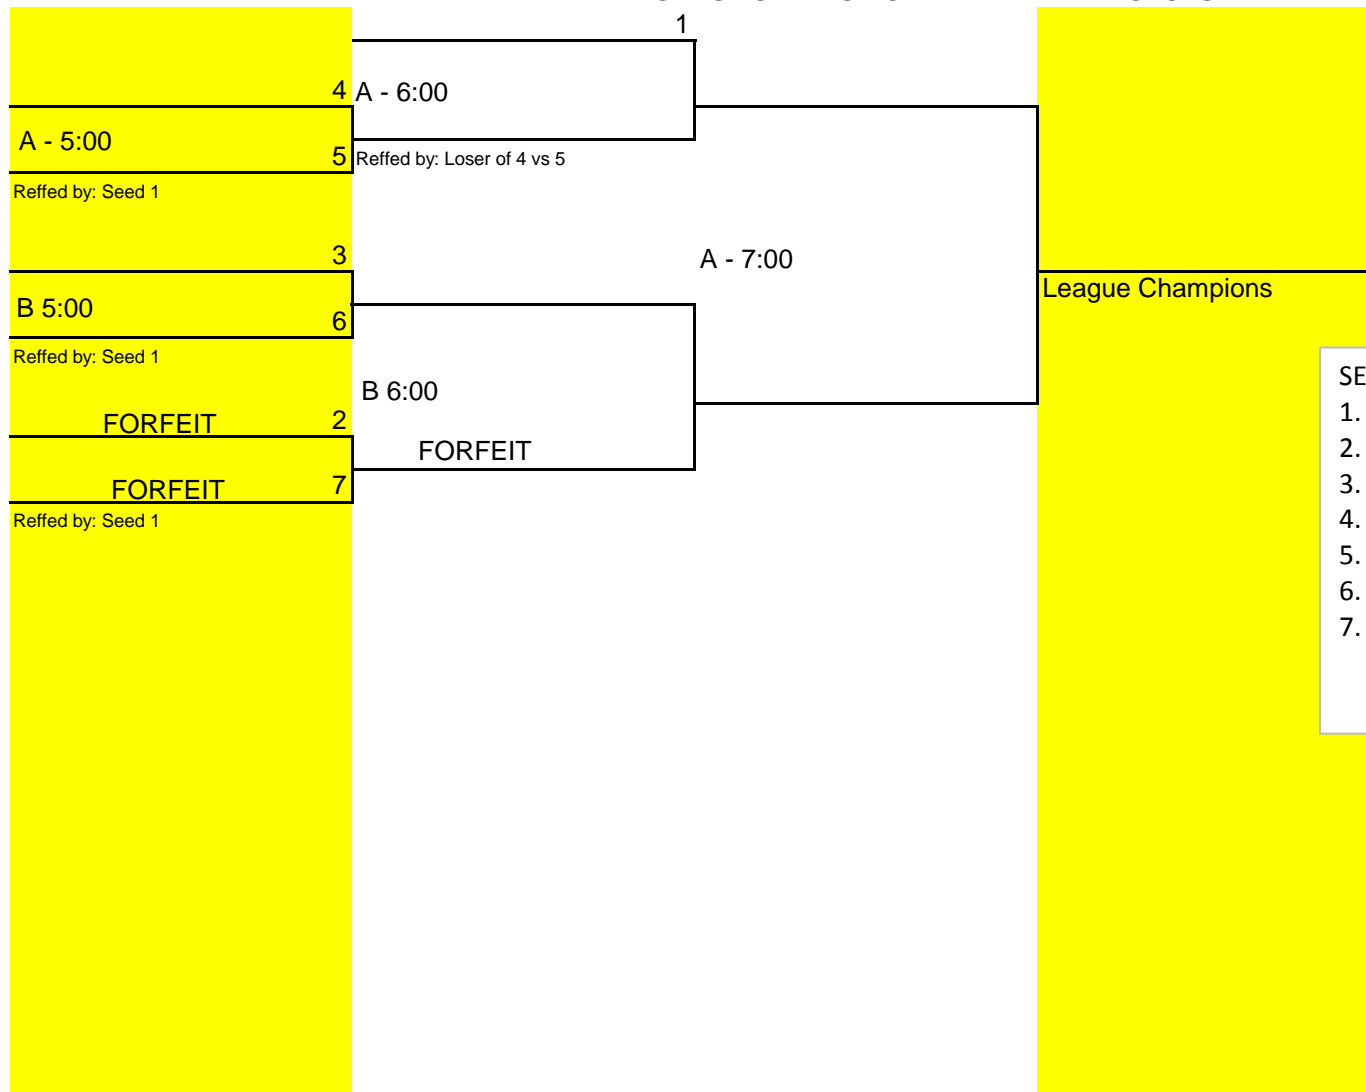 1
4
A - 6:00
A - 5:00
5
Reffed by: Loser of 4 vs 5
Reffed by: Seed 1
3
A - 7:00
League Champions
B 5:00
6
Reffed by: Seed 1
B 6:00
FORFEIT
2
FORFEIT
FORFEIT
7
Reffed by: Seed 1
SE
1.
2.
3.
4.
5.
6.
7.